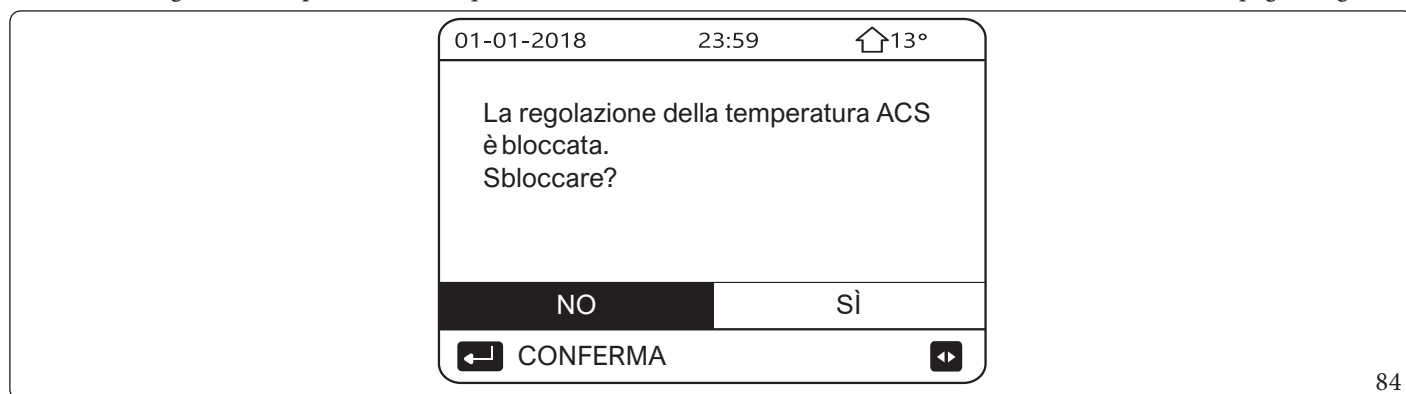 01-01-2018 23:59 13°
La regolazione della temperatura ACS
è bloccata.
Sbloccare?
NO SÌ
CONFERMA
84